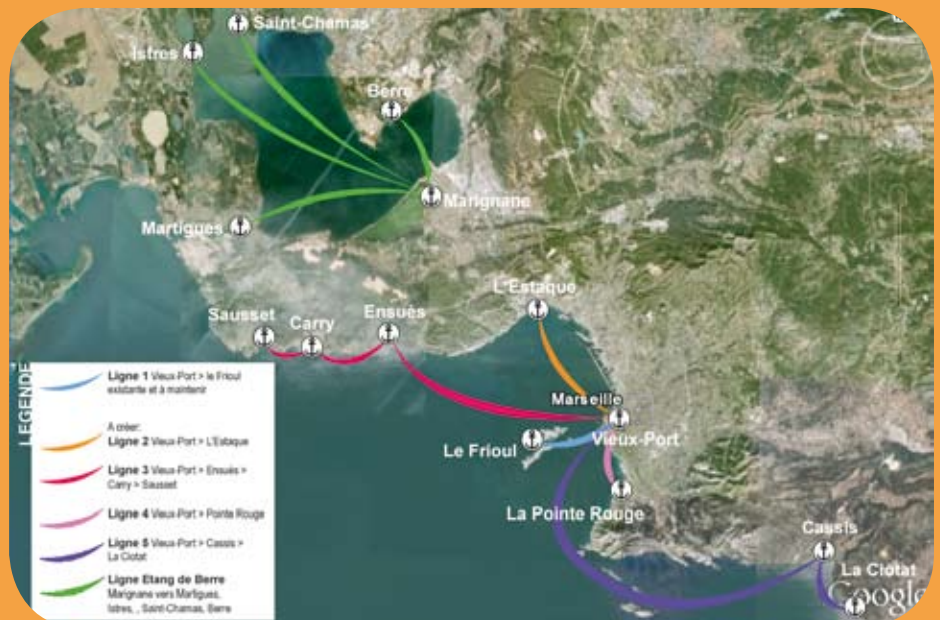 Saint-Chamas
Istres
Berre
Marignane
Martigues
L'Estaque
Sausset
Carry
Ensuès
Marseille
Vieux-Port
Le Frioul
La Pointe Rouge
Cassis
La Ciotat
Google
LEGENDE
Ligne 1 Vieux-Port > le Frioul
existante et à maintenir
A créer:
Ligne 2 Vieux-Port > L'Estaque
Ligne 3 Vieux-Port > Ensuès >
Carry > Sausset
Ligne 4 Vieux-Port > Pointe Rouge
Ligne 5 Vieux-Port > Cassis >
La Ciotat
Ligne Etang de Berre
Marignane vers Martigues,
Istres, , Saint-Chamas, Berre